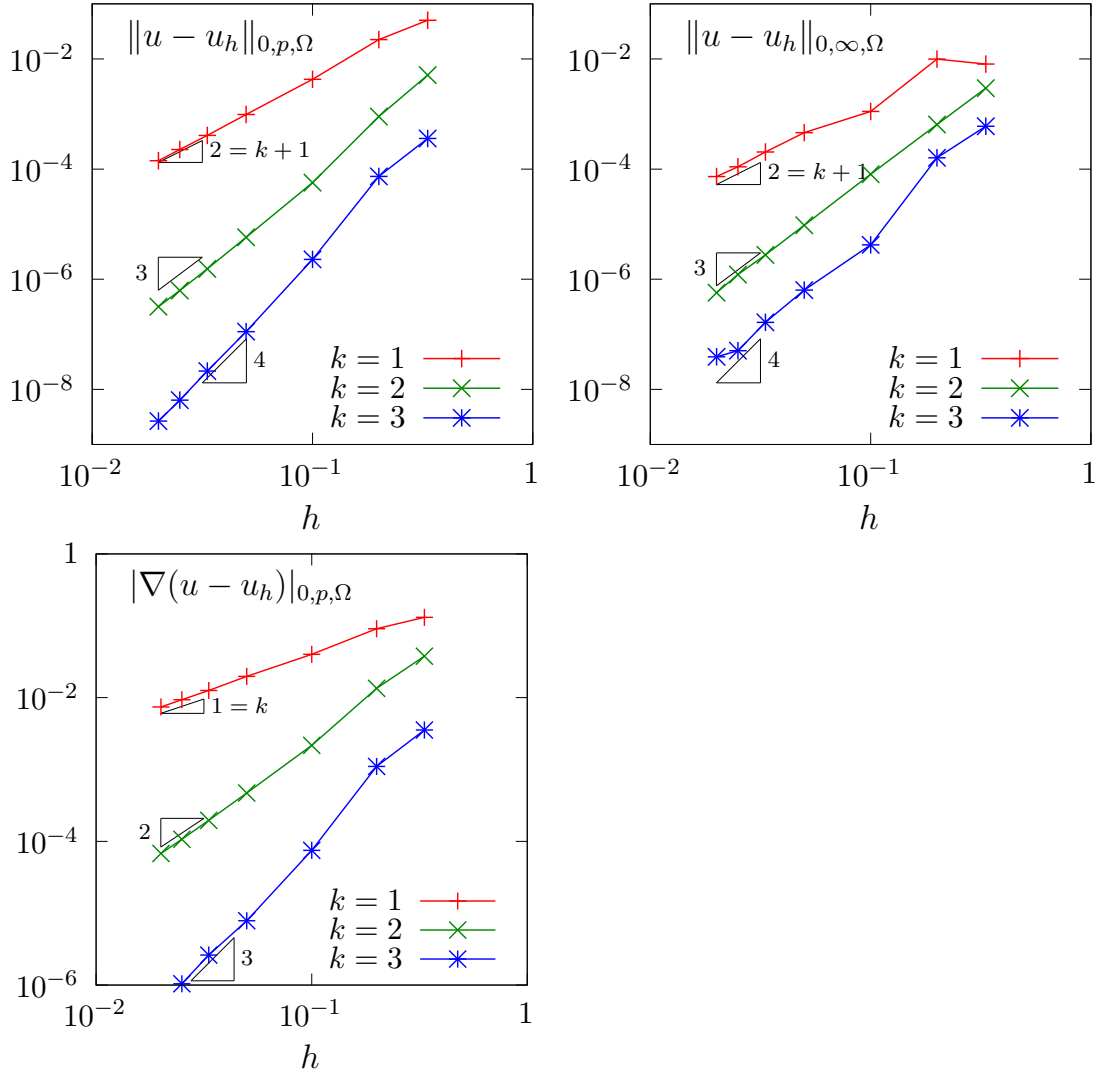 ‖u − u_h‖_{0,p,Ω}
10^{−2}
10^{−4}
10^{−6}
10^{−8}
2 = k + 1
3
4
k = 1
k = 2
k = 3
10^{−2}
10^{−1}
1
h
‖u − u_h‖_{0,∞,Ω}
10^{−2}
10^{−4}
10^{−6}
10^{−8}
2 = k + 1
3
4
k = 1
k = 2
k = 3
10^{−2}
10^{−1}
1
h
1
|∇(u − u_h)|_{0,p,Ω}
10^{−2}
10^{−4}
10^{−6}
1 = k
2
3
k = 1
k = 2
k = 3
10^{−2}
10^{−1}
1
h